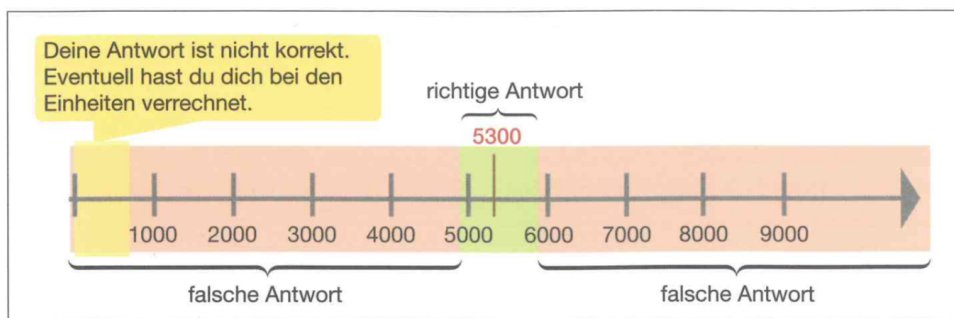 Deine Antwort ist nicht korrekt.
Eventuell hast du dich bei den
Einheiten verrechnet.
richtige Antwort
5300
1000 2000 3000 4000 5000 6000 7000 8000 9000
falsche Antwort falsche Antwort